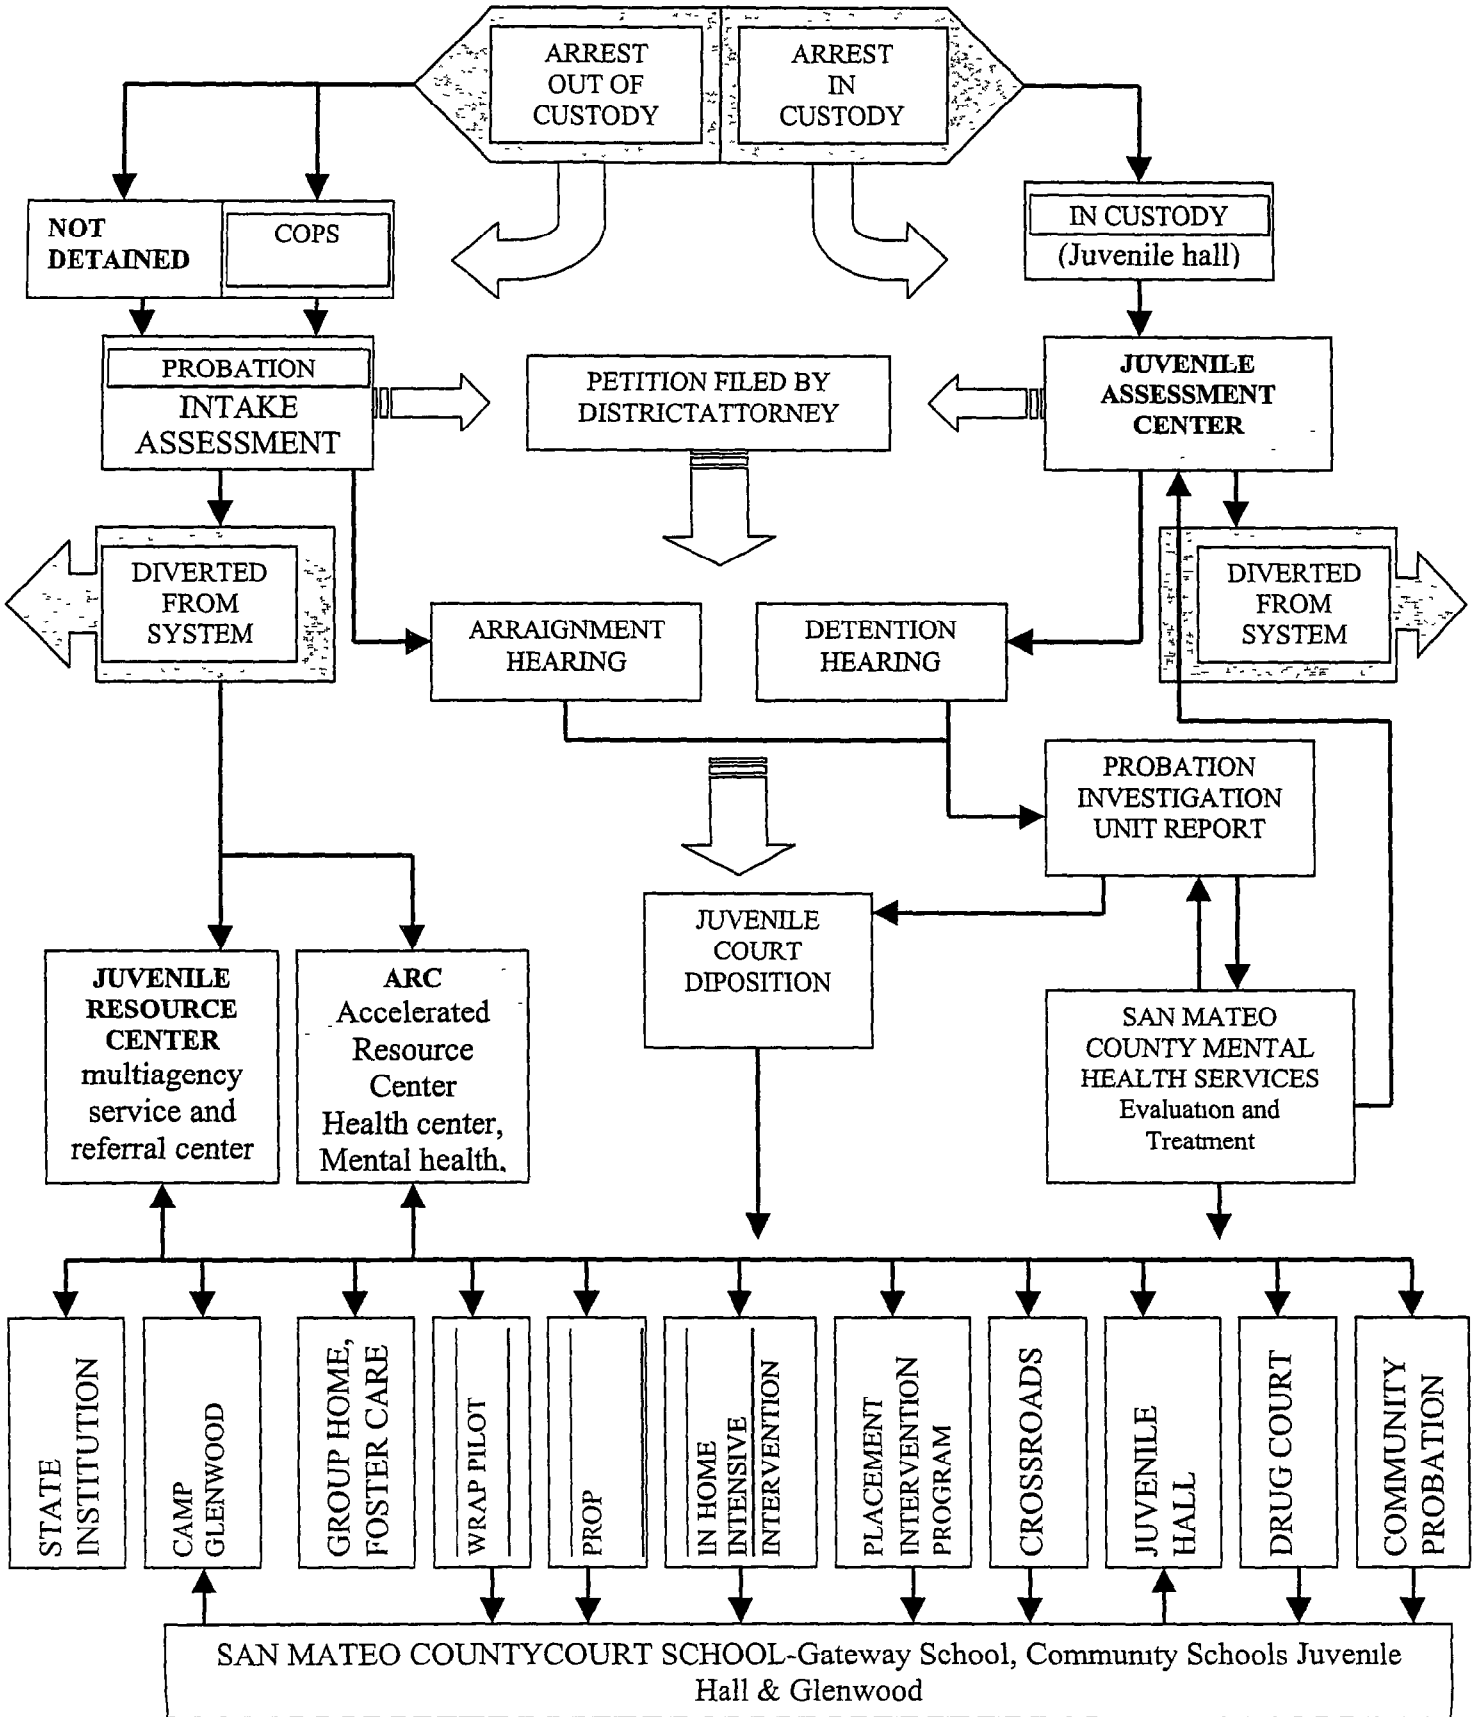 ARREST
OUT OF
CUSTODY
ARREST
IN
CUSTODY
NOT
DETAINED
COPS
IN CUSTODY
(Juvenile hall)
PROBATION
INTAKE
ASSESSMENT
PETITION FILED BY
DISTRICTATTORNEY
JUVENILE
ASSESSMENT
CENTER
DIVERTED
FROM
SYSTEM
ARRAIGNMENT
HEARING
DETENTION
HEARING
DIVERTED
FROM
SYSTEM
PROBATION
INVESTIGATION
UNIT REPORT
JUVENILE
COURT
DIPOSITION
JUVENILE
RESOURCE
CENTER
multiagency
service and
referral center
ARC
Accelerated
Resource
Center
Health center,
Mental health.
SAN MATEO
COUNTY MENTAL
HEALTH SERVICES
Evaluation and
Treatment
STATE
INSTITUTION
CAMP
GLENWOOD
GROUP HOME,
FOSTER CARE
WRAP PILOT
PROP
IN HOME
INTENSIVE
INTERVENTION
PLACEMENT
INTERVENTION
PROGRAM
CROSSROADS
JUVENILE
HALL
DRUG COURT
COMMUNITY
PROBATION
SAN MATEO COUNTYCOURT SCHOOL-Gateway School, Community Schools Juvenile
Hall & Glenwood